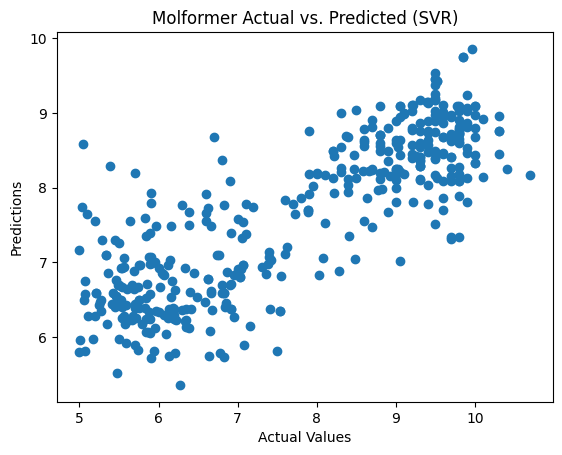 Molformer Actual vs. Predicted (SVR)
10
9
8
7
6
Predictions
5 6 7 8 9 10
Actual Values